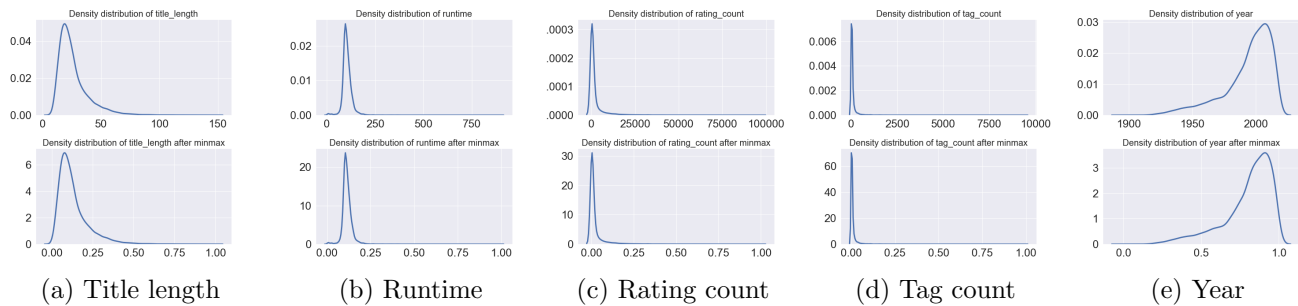 Density distribution of title_length
0.04
0.02
0.00
0 50 100 150
Density distribution of title_length after minmax
6
4
2
0
0.00 0.25 0.50 0.75 1.00
(a) Title length
Density distribution of runtime
0.02
0.01
0.00
0 250 500 750
Density distribution of runtime after minmax
20
10
0
0.00 0.25 0.50 0.75 1.00
(b) Runtime
Density distribution of rating_count
.0003
.0002
.0001
.0000
0 25000 50000 75000 100000
Density distribution of rating_count after minmax
30
20
10
0
0.00 0.25 0.50 0.75 1.00
(c) Rating count
Density distribution of tag_count
0.006
0.004
0.002
0.000
0 2500 5000 7500 10000
Density distribution of tag_count after minmax
60
40
20
0
0.00 0.25 0.50 0.75 1.00
(d) Tag count
Density distribution of year
0.03
0.02
0.01
0.00
1900 1950 2000
Density distribution of year after minmax
3
2
1
0
0.0 0.5 1.0
(e) Year